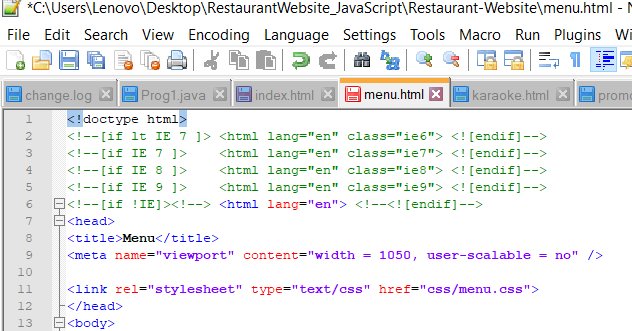 *C:\Users\Lenovo\Desktop\RestaurantWebsite_JavaScript\Restaurant-Website\menu.html - N
File Edit Search View Encoding Language Settings Tools Macro Run Plugins Wi
change.log Prog1.java index.html menu.html karaoke.html promo
1 <!doctype html>
2 <!--[if lt IE 7 ]> <html lang="en" class="ie6"> <![endif]-->
3 <!--[if IE 7 ]>    <html lang="en" class="ie7"> <![endif]-->
4 <!--[if IE 8 ]>    <html lang="en" class="ie8"> <![endif]-->
5 <!--[if IE 9 ]>    <html lang="en" class="ie9"> <![endif]-->
6 <!--[if !IE]><!--> <html lang="en"> <!--<![endif]-->
7 <head>
8 <title>Menu</title>
9 <meta name="viewport" content="width = 1050, user-scalable = no" />
10
11 <link rel="stylesheet" type="text/css" href="css/menu.css">
12 </head>
13 <body>